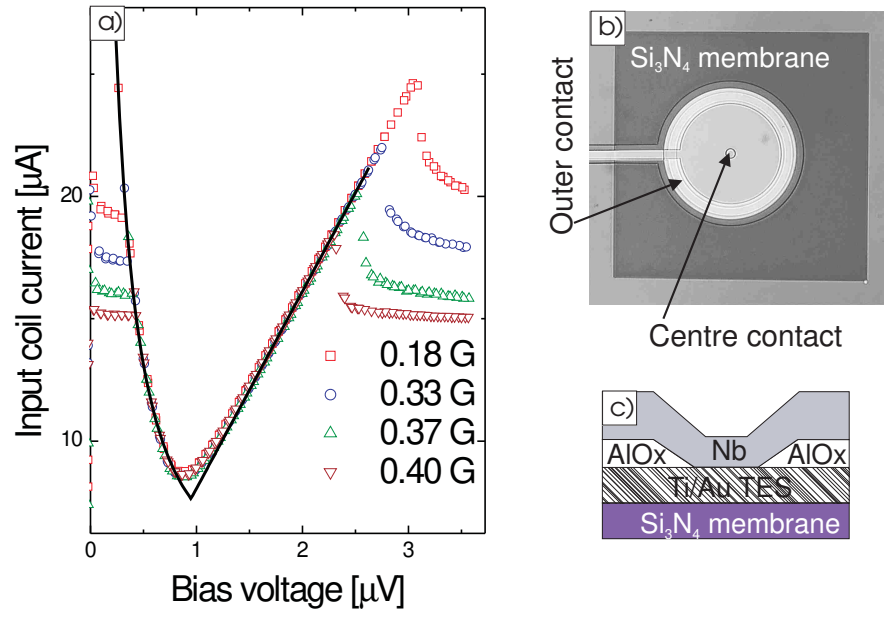 a)
20
10
0
1
2
3
Input coil current [µA]
Bias voltage [µV]
0.18 G
0.33 G
0.37 G
0.40 G
b)
Si₃N₄ membrane
Outer contact
Centre contact
c)
AlOx
Nb
AlOx
Ti/Au TES
Si₃N₄ membrane